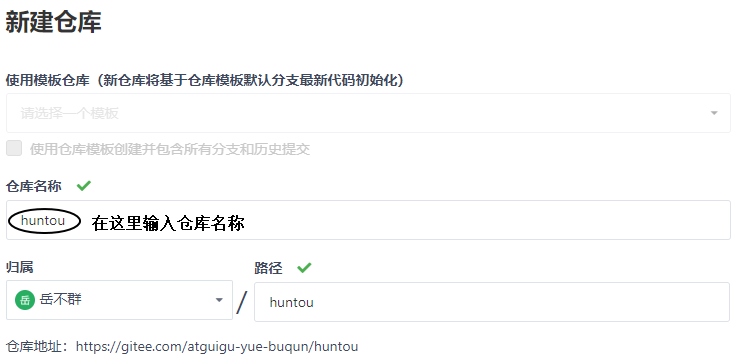 新建仓库
使用模板仓库（新仓库将基于仓库模板默认分支最新代码初始化）
请选择一个模板
使用仓库模板创建并包含所有分支和历史提交
仓库名称
huntou 在这里输入仓库名称
归属 路径
岳 岳不群 / huntou
仓库地址：https://gitee.com/atguigu-yue-buqun/huntou